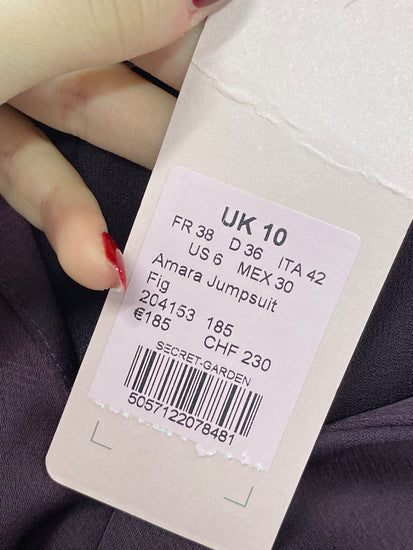 UK 10
FR 38 D 36 ITA 42
US 6 MEX 30
Amara Jumpsuit
Fig
204153 185
€185 CHF 230
SECRET-GARDEN
5057122078481